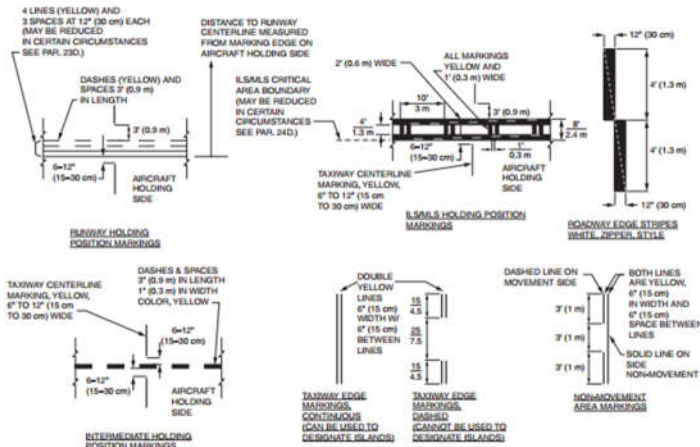 4 LINES (YELLOW) AND
3 SPACES AT 12" (30 cm) EACH
(MAY BE REDUCED
IN CERTAIN CIRCUMSTANCES
SEE PAR. 23D.)
DASHES (YELLOW) AND
SPACES 3' (0.9 m)
IN LENGTH
3' (0.9 m)
6–12"
(15–30 cm)
AIRCRAFT
HOLDING
SIDE
RUNWAY HOLDING
POSITION MARKINGS
DISTANCE TO RUNWAY
CENTERLINE MEASURED
FROM MARKING EDGE ON
AIRCRAFT HOLDING SIDE
ILS/MLS CRITICAL
AREA BOUNDARY
(MAY BE REDUCED
IN CERTAIN
CIRCUMSTANCES
SEE PAR. 24D.)
2' (0.6 m) WIDE
ALL MARKINGS
YELLOW AND
1' (0.3 m) WIDE
10'
3 m
3' (0.9 m)
4'
1.3 m
8'
2.4 m
6–12"
(15–30 cm)
1'
0.3 m
TAXIWAY CENTERLINE
MARKING, YELLOW,
6" TO 12" (15 cm
TO 30 cm) WIDE
AIRCRAFT
HOLDING
SIDE
ILS/MLS HOLDING POSITION
MARKINGS
12" (30 cm)
4' (1.3 m)
4' (1.3 m)
12" (30 cm)
ROADWAY EDGE STRIPES
WHITE, ZIPPER, STYLE
TAXIWAY CENTERLINE
MARKING, YELLOW,
6" TO 12" (15 cm
TO 30 cm) WIDE
DASHES & SPACES
3" (0.9 m) IN LENGTH
1" (0.3 m) IN WIDTH
COLOR, YELLOW
6–12"
(15–30 cm)
6–12"
(15–30 cm)
AIRCRAFT
HOLDING
SIDE
INTERMEDIATE HOLDING
POSITION MARKINGS
DOUBLE
YELLOW
LINES
6" (15 cm)
WIDTH W/
6" (15 cm)
BETWEEN
LINES
15
4.5
25
7.5
15
4.5
TAXIWAY EDGE
MARKINGS,
CONTINUOUS
(CAN BE USED TO
DESIGNATE ISLANDS)
TAXIWAY EDGE
MARKINGS,
DASHED
(CANNOT BE USED TO
DESIGNATE ISLANDS)
DASHED LINE ON
MOVEMENT SIDE
BOTH
LINES
ARE YELLOW,
6" (15 cm)
IN WIDTH AND
6" (15 cm)
SPACE BETWEEN
LINES
3' (1 m)
3' (1 m)
3' (1 m)
SOLID LINE ON
SIDE
NON-MOVEMENT
NON-MOVEMENT
AREA MARKINGS